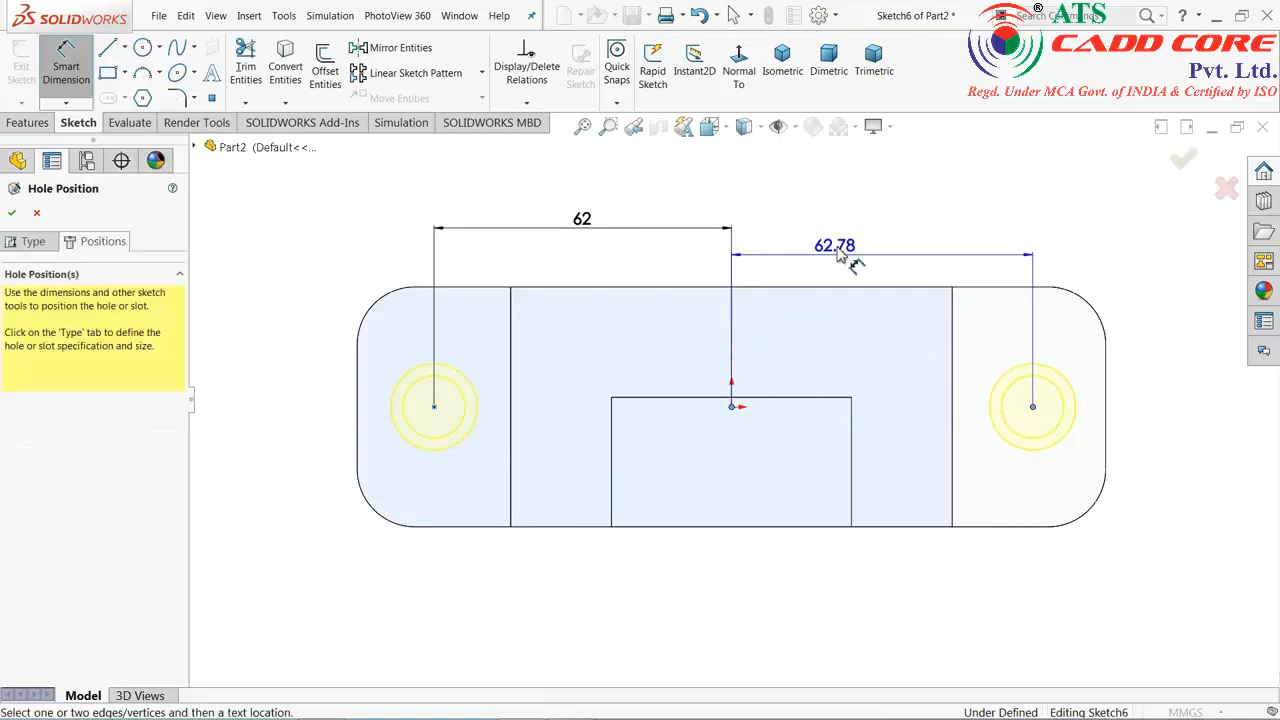 SOLIDWORKS
File Edit View Insert Tools Simulation PhotoView 360 Window Help
Sketch6 of Part2 *
Search Commands
ATS
CADD CORE
Pvt. Ltd.
Regd. Under MCA Govt. of INDIA & Certified by ISO
Exit Sketch
Smart Dimension
Trim Entities
Convert Entities
Offset Entities
Mirror Entities
Linear Sketch Pattern
Move Entities
Display/Delete Relations
Repair Sketch
Quick Snaps
Rapid Sketch
Instant2D
Normal To
Isometric
Dimetric
Trimetric
Features Sketch Evaluate Render Tools SOLIDWORKS Add-Ins Simulation SOLIDWORKS MBD
Part2 (Default<<...
Hole Position
Type Positions
Hole Position(s)
Use the dimensions and other sketch
tools to position the hole or slot.
Click on the 'Type' tab to define the
hole or slot specification and size.
62
62.78
Model 3D Views
Select one or two edges/vertices and then a text location.
Under Defined Editing Sketch6 MMGS